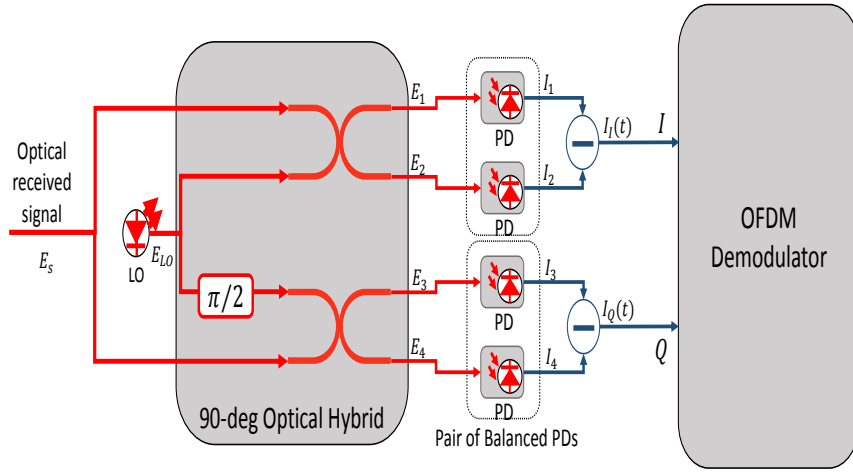 Optical
received
signal
E_s
LO
E_LO
π/2
90-deg Optical Hybrid
E_1
E_2
E_3
E_4
I_1
PD
I_2
PD
I_3
PD
I_4
PD
Pair of Balanced PDs
I_I(t)
I
I_Q(t)
Q
OFDM
Demodulator